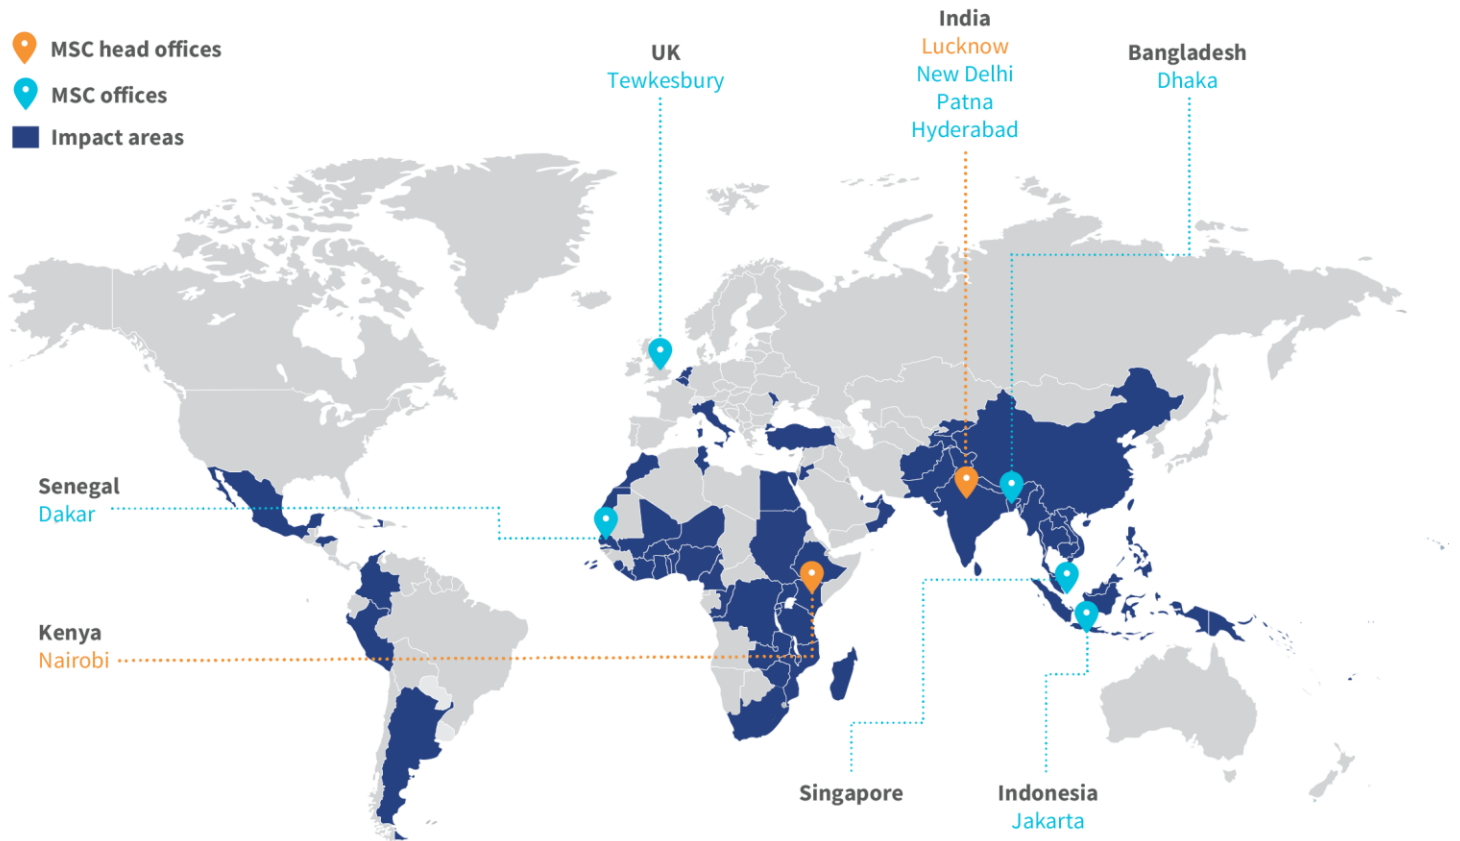 MSC head offices
MSC offices
Impact areas
UK
Tewkesbury
India
Lucknow
New Delhi
Patna
Hyderabad
Bangladesh
Dhaka
Senegal
Dakar
Kenya
Nairobi
Singapore
Indonesia
Jakarta